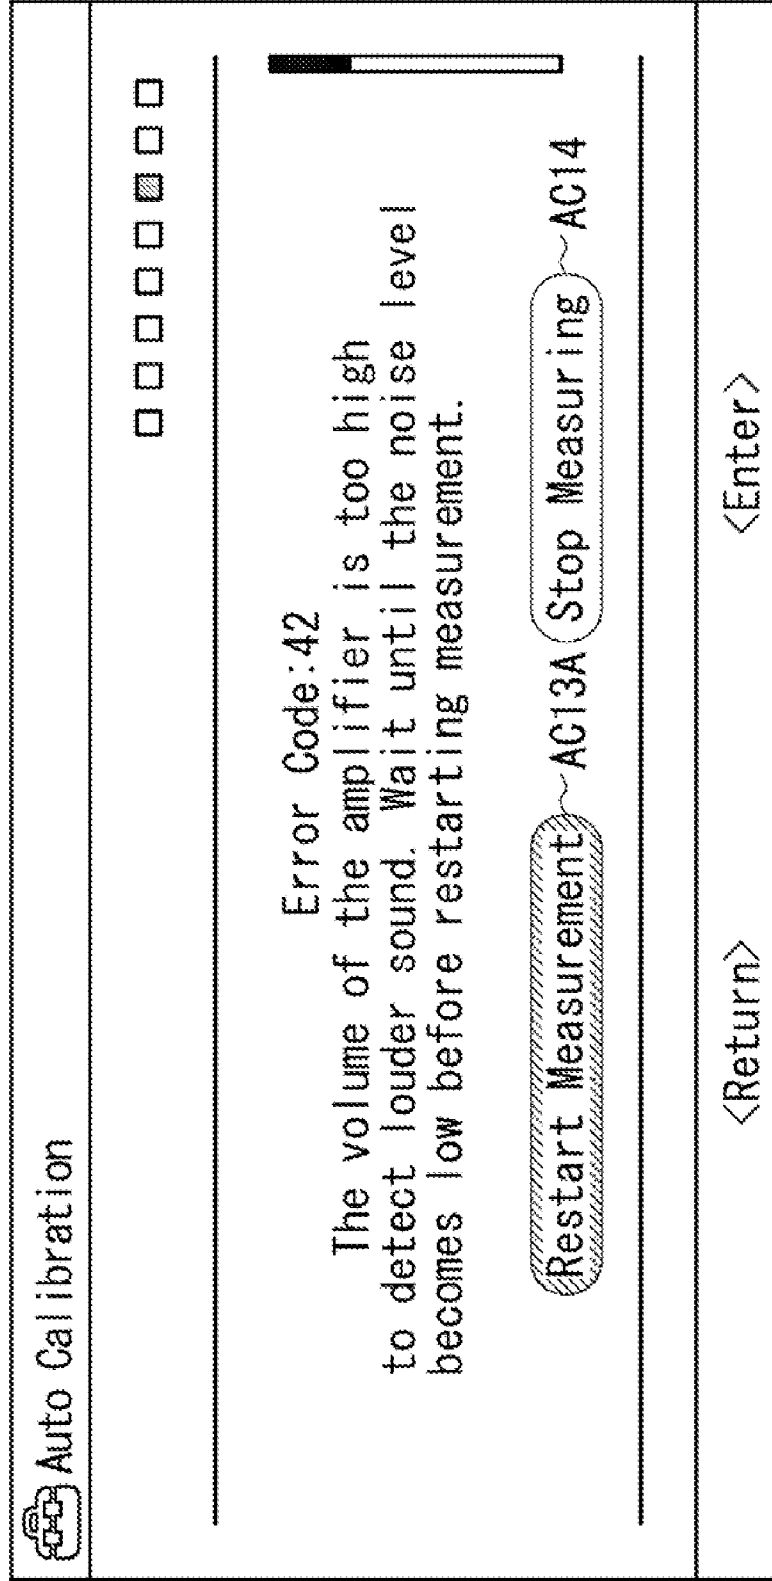 Auto Calibration
Error Code:42
The volume of the amplifier is too high
to detect louder sound. Wait until the noise level
becomes low before restarting measurement.
Restart Measurement AC13A Stop Measuring AC14
<Return> <Enter>